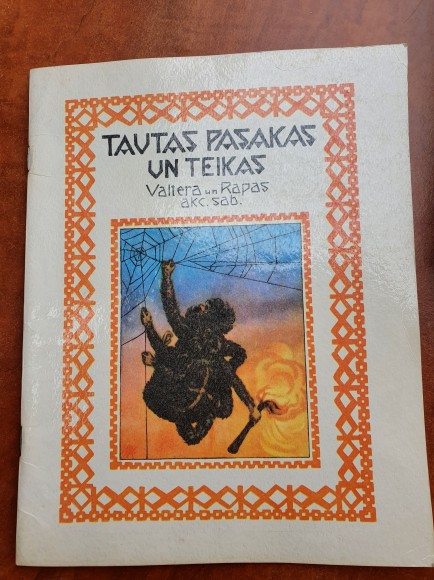 TAUTAS PASAKAS
UN TEIKAS
Valtera un Rapas
akc. sab.